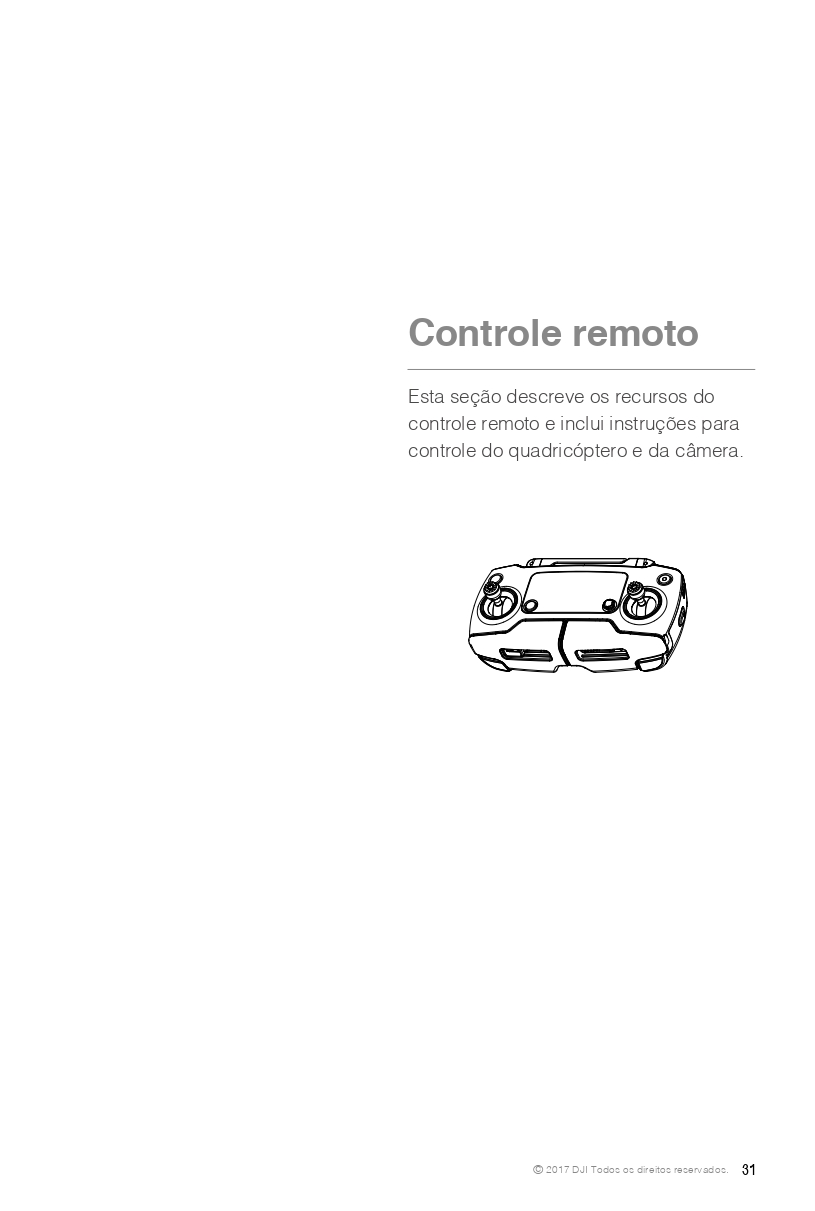 Controle remoto
Esta seção descreve os recursos do
controle remoto e inclui instruções para
controle do quadricóptero e da câmera.
© 2017 DJI Todos os direitos reservados. 31